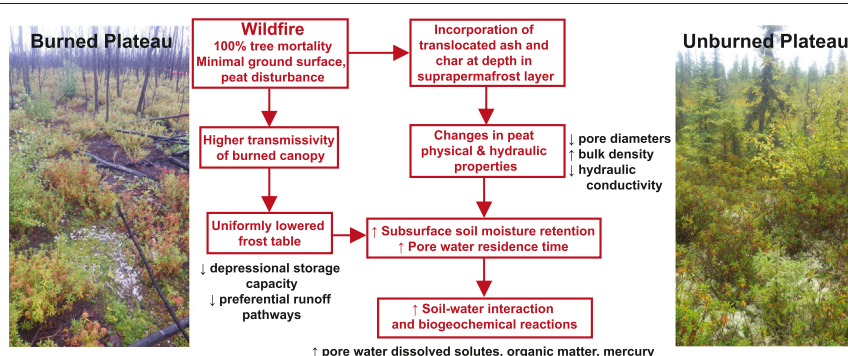 Burned Plateau
Wildfire
100% tree mortality
Minimal ground surface,
peat disturbance
Incorporation of
translocated ash and
char at depth in
suprapermafrost layer
Unburned Plateau
Higher transmissivity
of burned canopy
Changes in peat
physical & hydraulic
properties
↓ pore diameters
↑ bulk density
↓ hydraulic
conductivity
Uniformly lowered
frost table
↑ Subsurface soil moisture retention
↑ Pore water residence time
↓ depressional storage
capacity
↓ preferential runoff
pathways
↑ Soil-water interaction
and biogeochemical reactions
↑ pore water dissolved solutes, organic matter, mercury